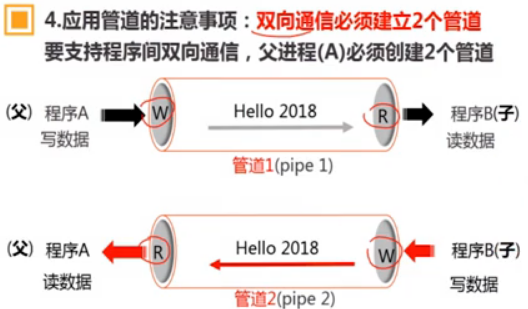 4.应用管道的注意事项：双向通信必须建立2个管道
要支持程序间双向通信，父进程(A)必须创建2个管道
(父) 程序A W Hello 2018 R 程序B(子)
写数据 读数据
管道1(pipe 1)
(父) 程序A R Hello 2018 W 程序B(子)
读数据 写数据
管道2(pipe 2)